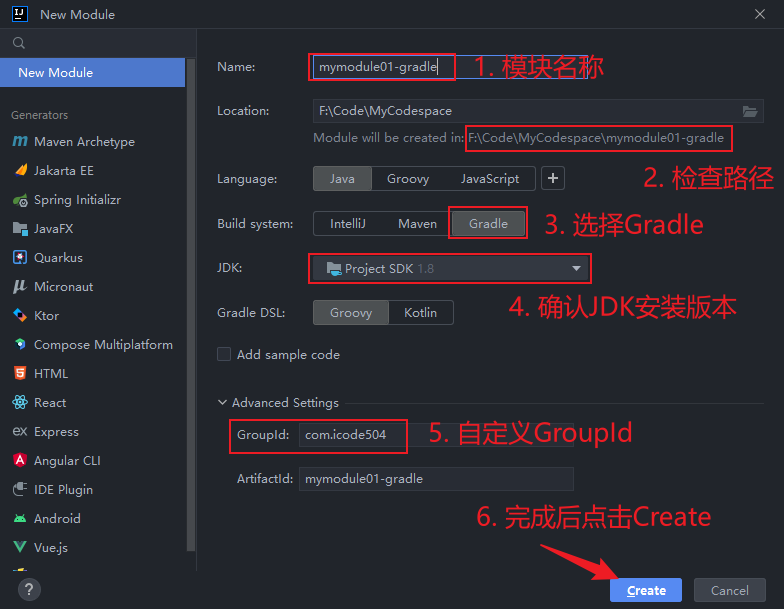 New Module
New Module
Generators
Maven Archetype
Jakarta EE
Spring Initializr
JavaFX
Quarkus
Micronaut
Ktor
Compose Multiplatform
HTML
React
Express
Angular CLI
IDE Plugin
Android
Vue.js
Name: mymodule01-gradle 1. 模块名称
Location: F:\Code\MyCodespace
Module will be created in: F:\Code\MyCodespace\mymodule01-gradle
2. 检查路径
Language: Java Groovy JavaScript +
Build system: IntelliJ Maven Gradle 3. 选择Gradle
JDK: Project SDK 1.8
4. 确认JDK安装版本
Gradle DSL: Groovy Kotlin
Add sample code
Advanced Settings
GroupId: com.icode504 5. 自定义GroupId
ArtifactId: mymodule01-gradle
6. 完成后点击Create
? Create Cancel